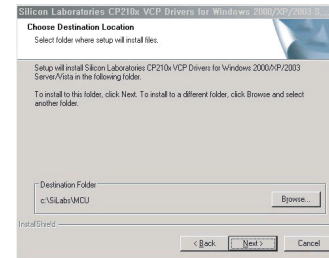 Silicon Laboratories CP210x VCP Drivers for Windows 2000/XP/2003 S...
Choose Destination Location
Select folder where setup will install files.
Setup will install Silicon Laboratories CP210x VCP Drivers for Windows 2000/XP/2003
Server/Vista in the following folder.
To install to this folder, click Next. To install to a different folder, click Browse and select
another folder.
Destination Folder
c:\SiLabs\MCU
Browse...
InstallShield
< Back
Next >
Cancel